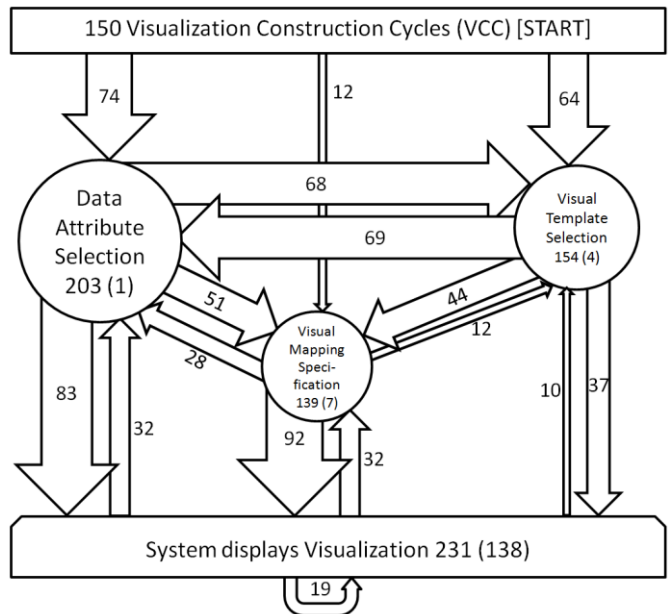 150 Visualization Construction Cycles (VCC) [START]
74
12
64
Data
Attribute
Selection
203 (1)
68
69
Visual
Template
Selection
154 (4)
51
44
28
12
Visual
Mapping
Speci-
fication
139 (7)
83
32
92
32
10
37
System displays Visualization 231 (138)
19